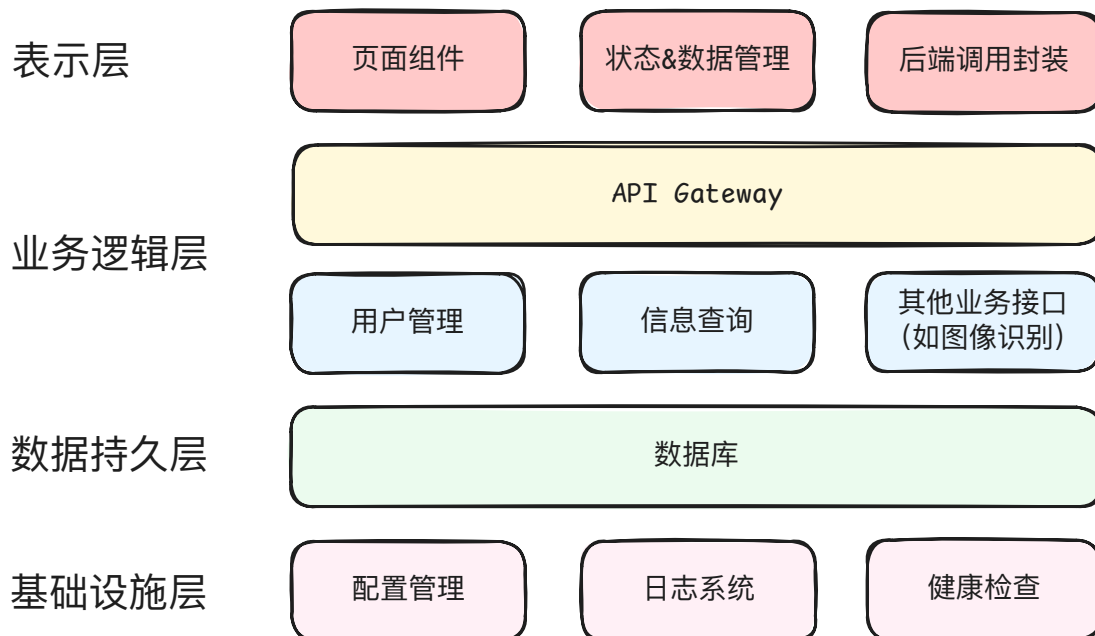 表示层
页面组件
状态&数据管理
后端调用封装
API Gateway
业务逻辑层
用户管理
信息查询
其他业务接口
（如图像识别）
数据持久层
数据库
基础设施层
配置管理
日志系统
健康检查